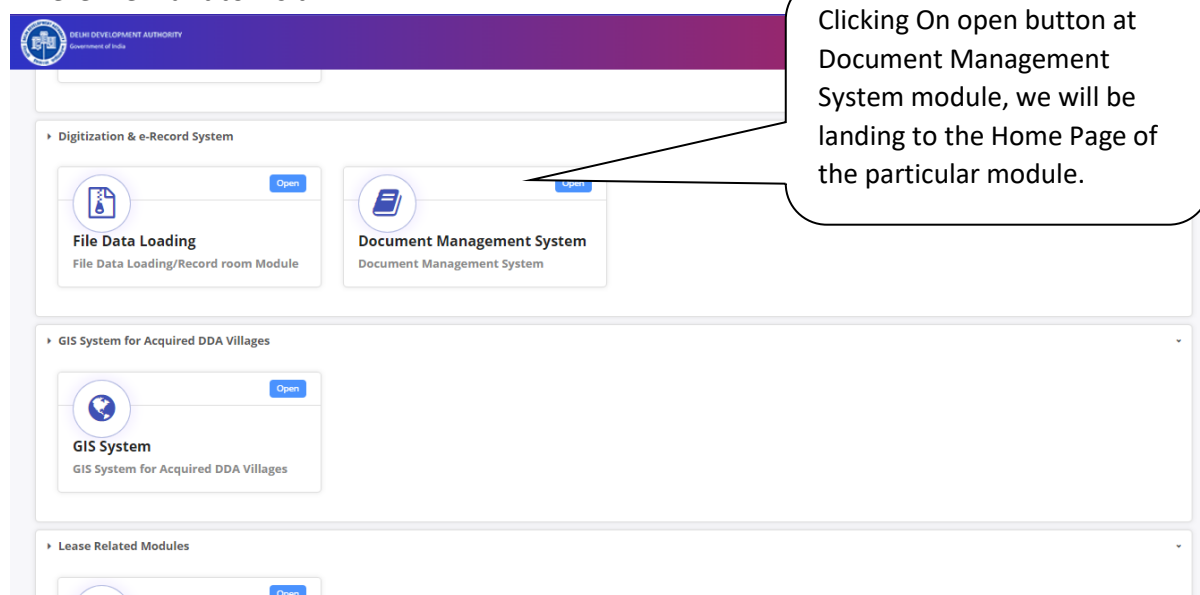 DELHI DEVELOPMENT AUTHORITY
Government of India
Clicking On open button at
Document Management
System module, we will be
landing to the Home Page of
the particular module.
Digitization & e-Record System
Open
File Data Loading
File Data Loading/Record room Module
Open
Document Management System
Document Management System
GIS System for Acquired DDA Villages
Open
GIS System
GIS System for Acquired DDA Villages
Lease Related Modules
Open